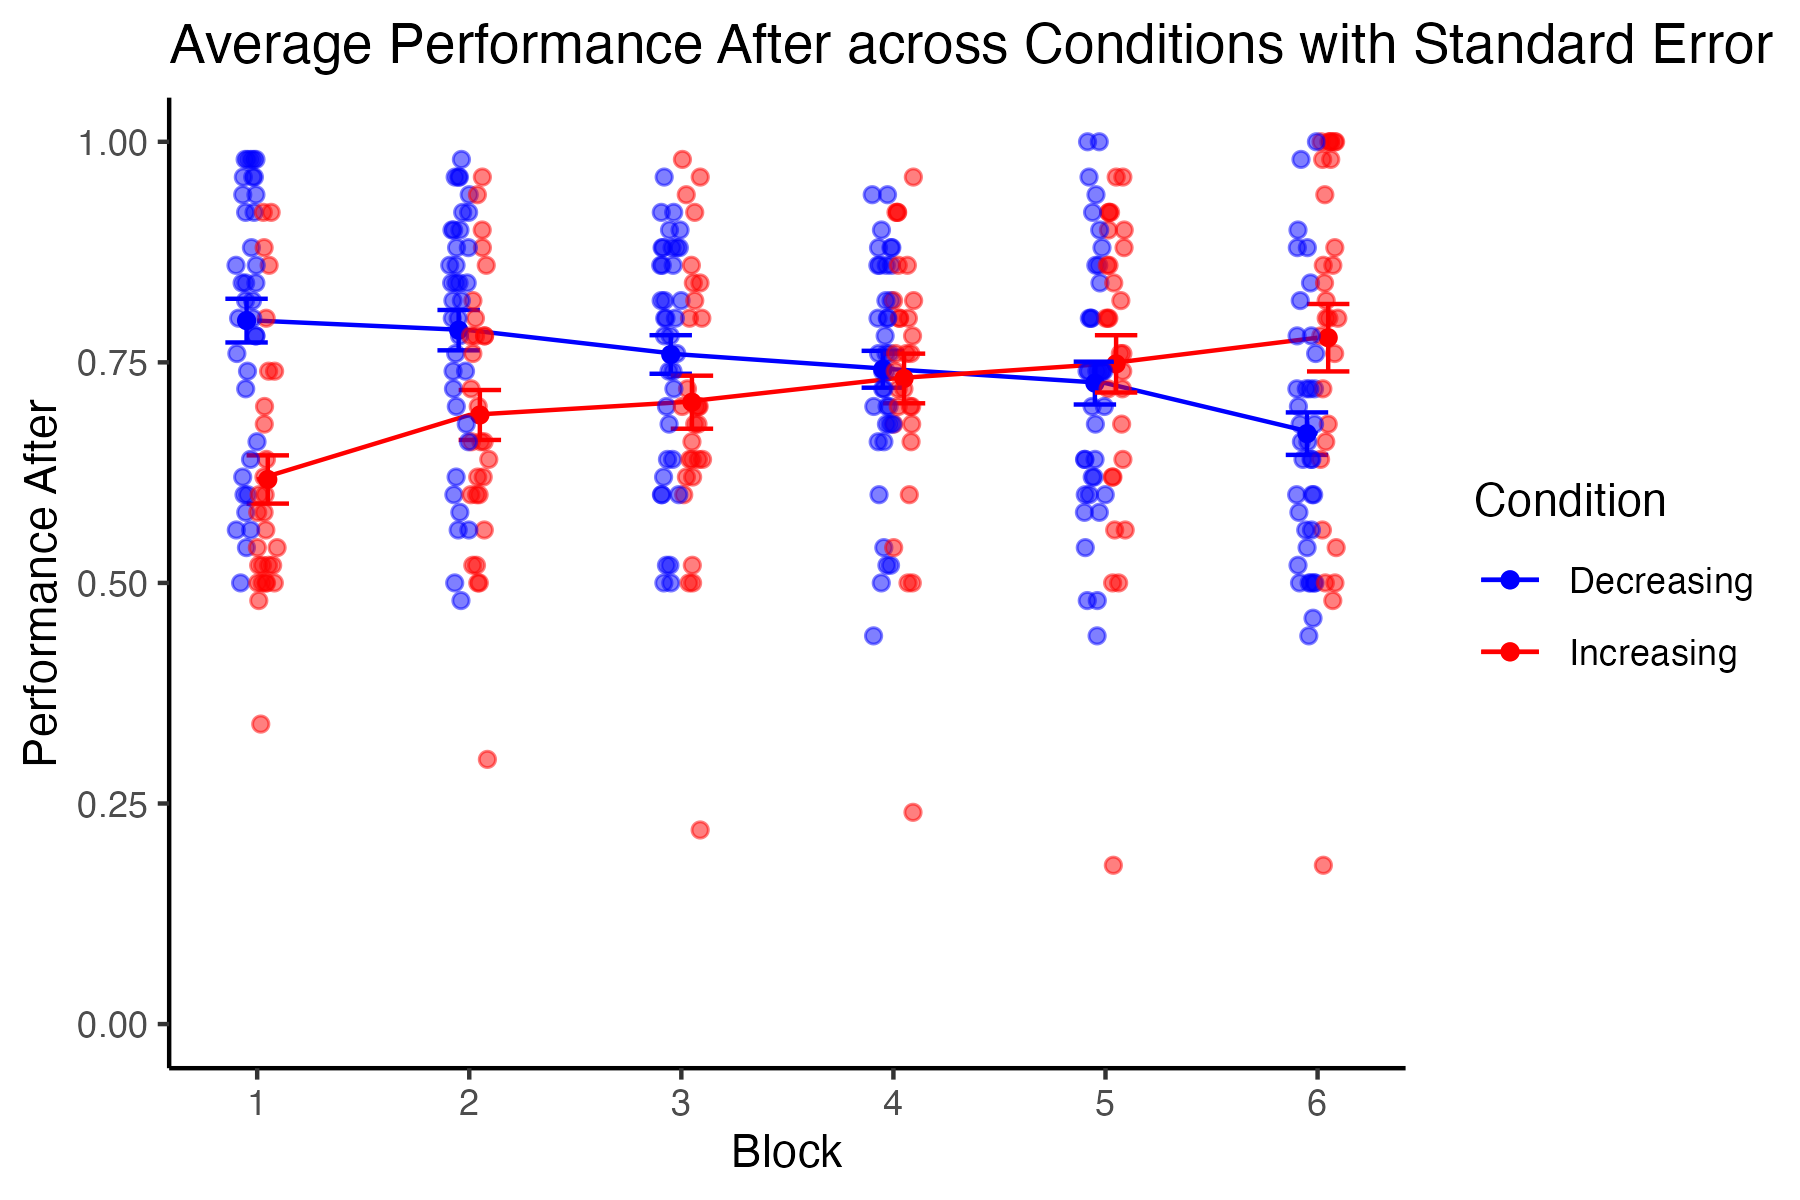 Average Performance After across Conditions with Standard Error
1.00
0.75
0.50
0.25
0.00
Performance After
1 2 3 4 5 6
Block
Condition
Decreasing
Increasing